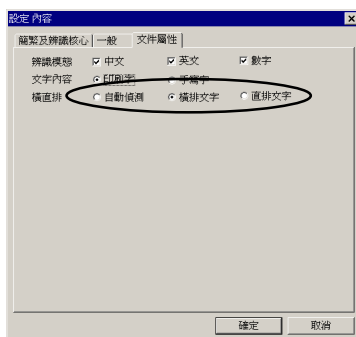 設定 內容
簡繁及辨識核心 一般 文件屬性
辨識模態 中文 英文 數字
文字內容 印刷字 手寫字
橫直排 自動偵測 橫排文字 直排文字
確定 取消